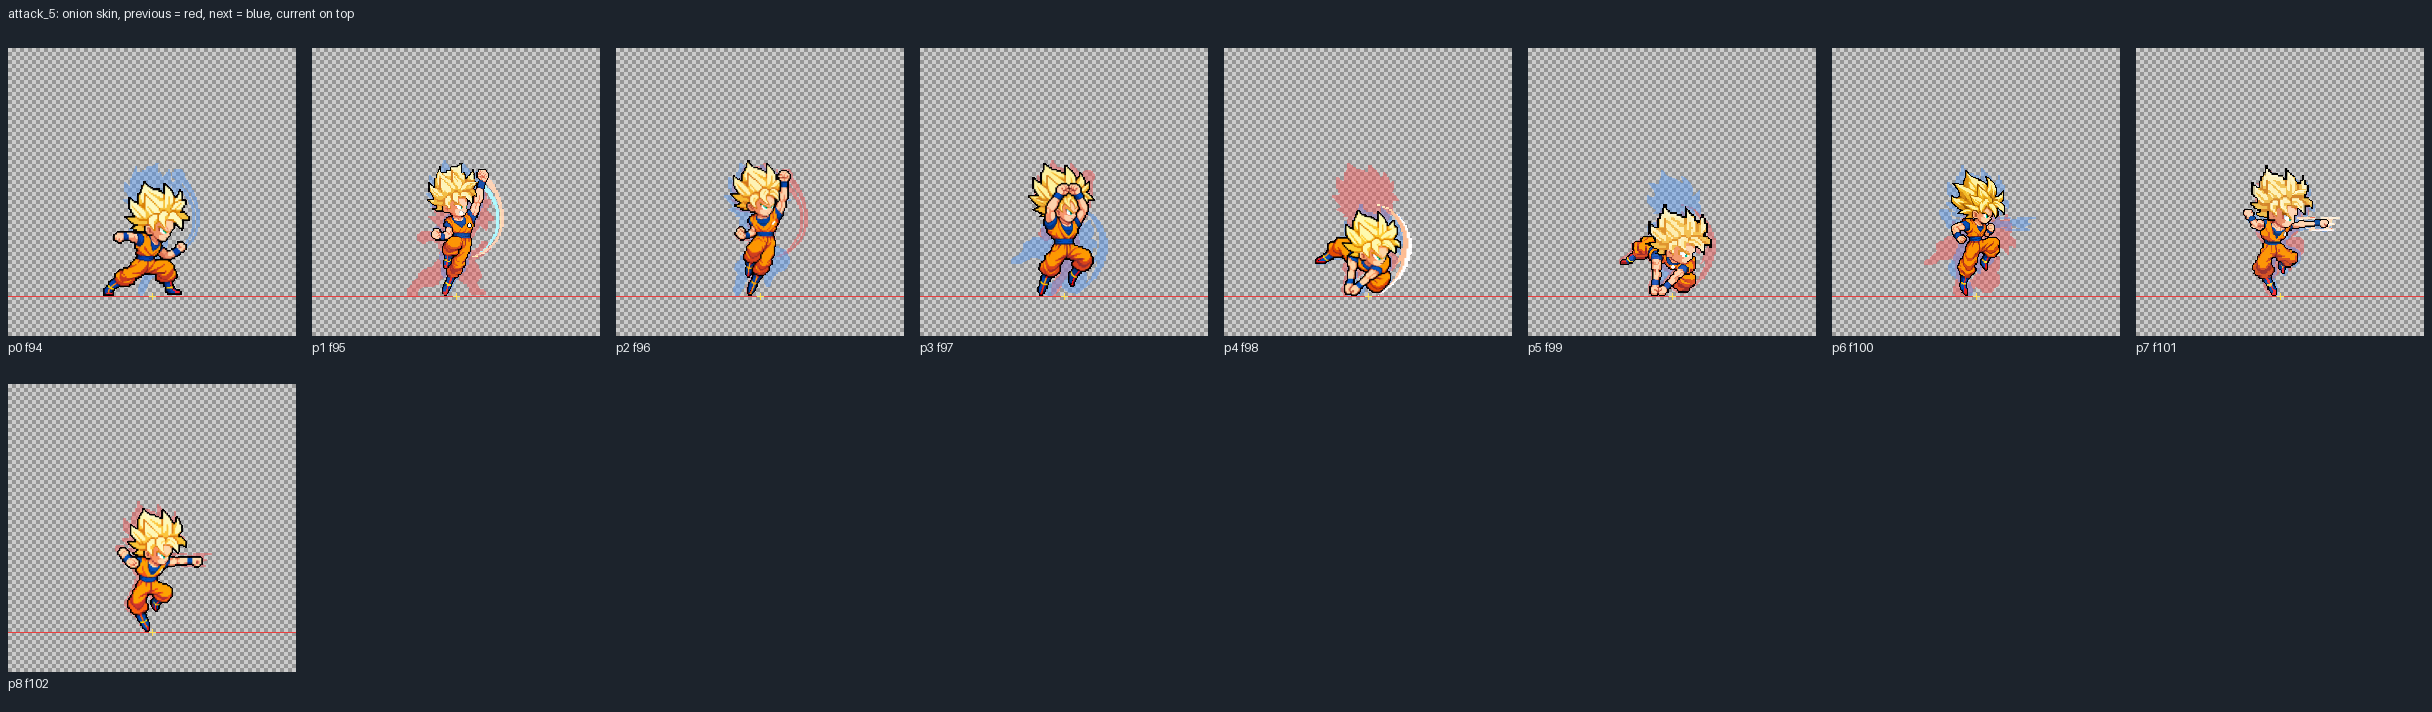 attack_5: onion skin, previous = red, next = blue, current on top
p0 f94
p1 f95
p2 f96
p3 f97
p4 f98
p5 f99
p6 f100
p7 f101
p8 f102